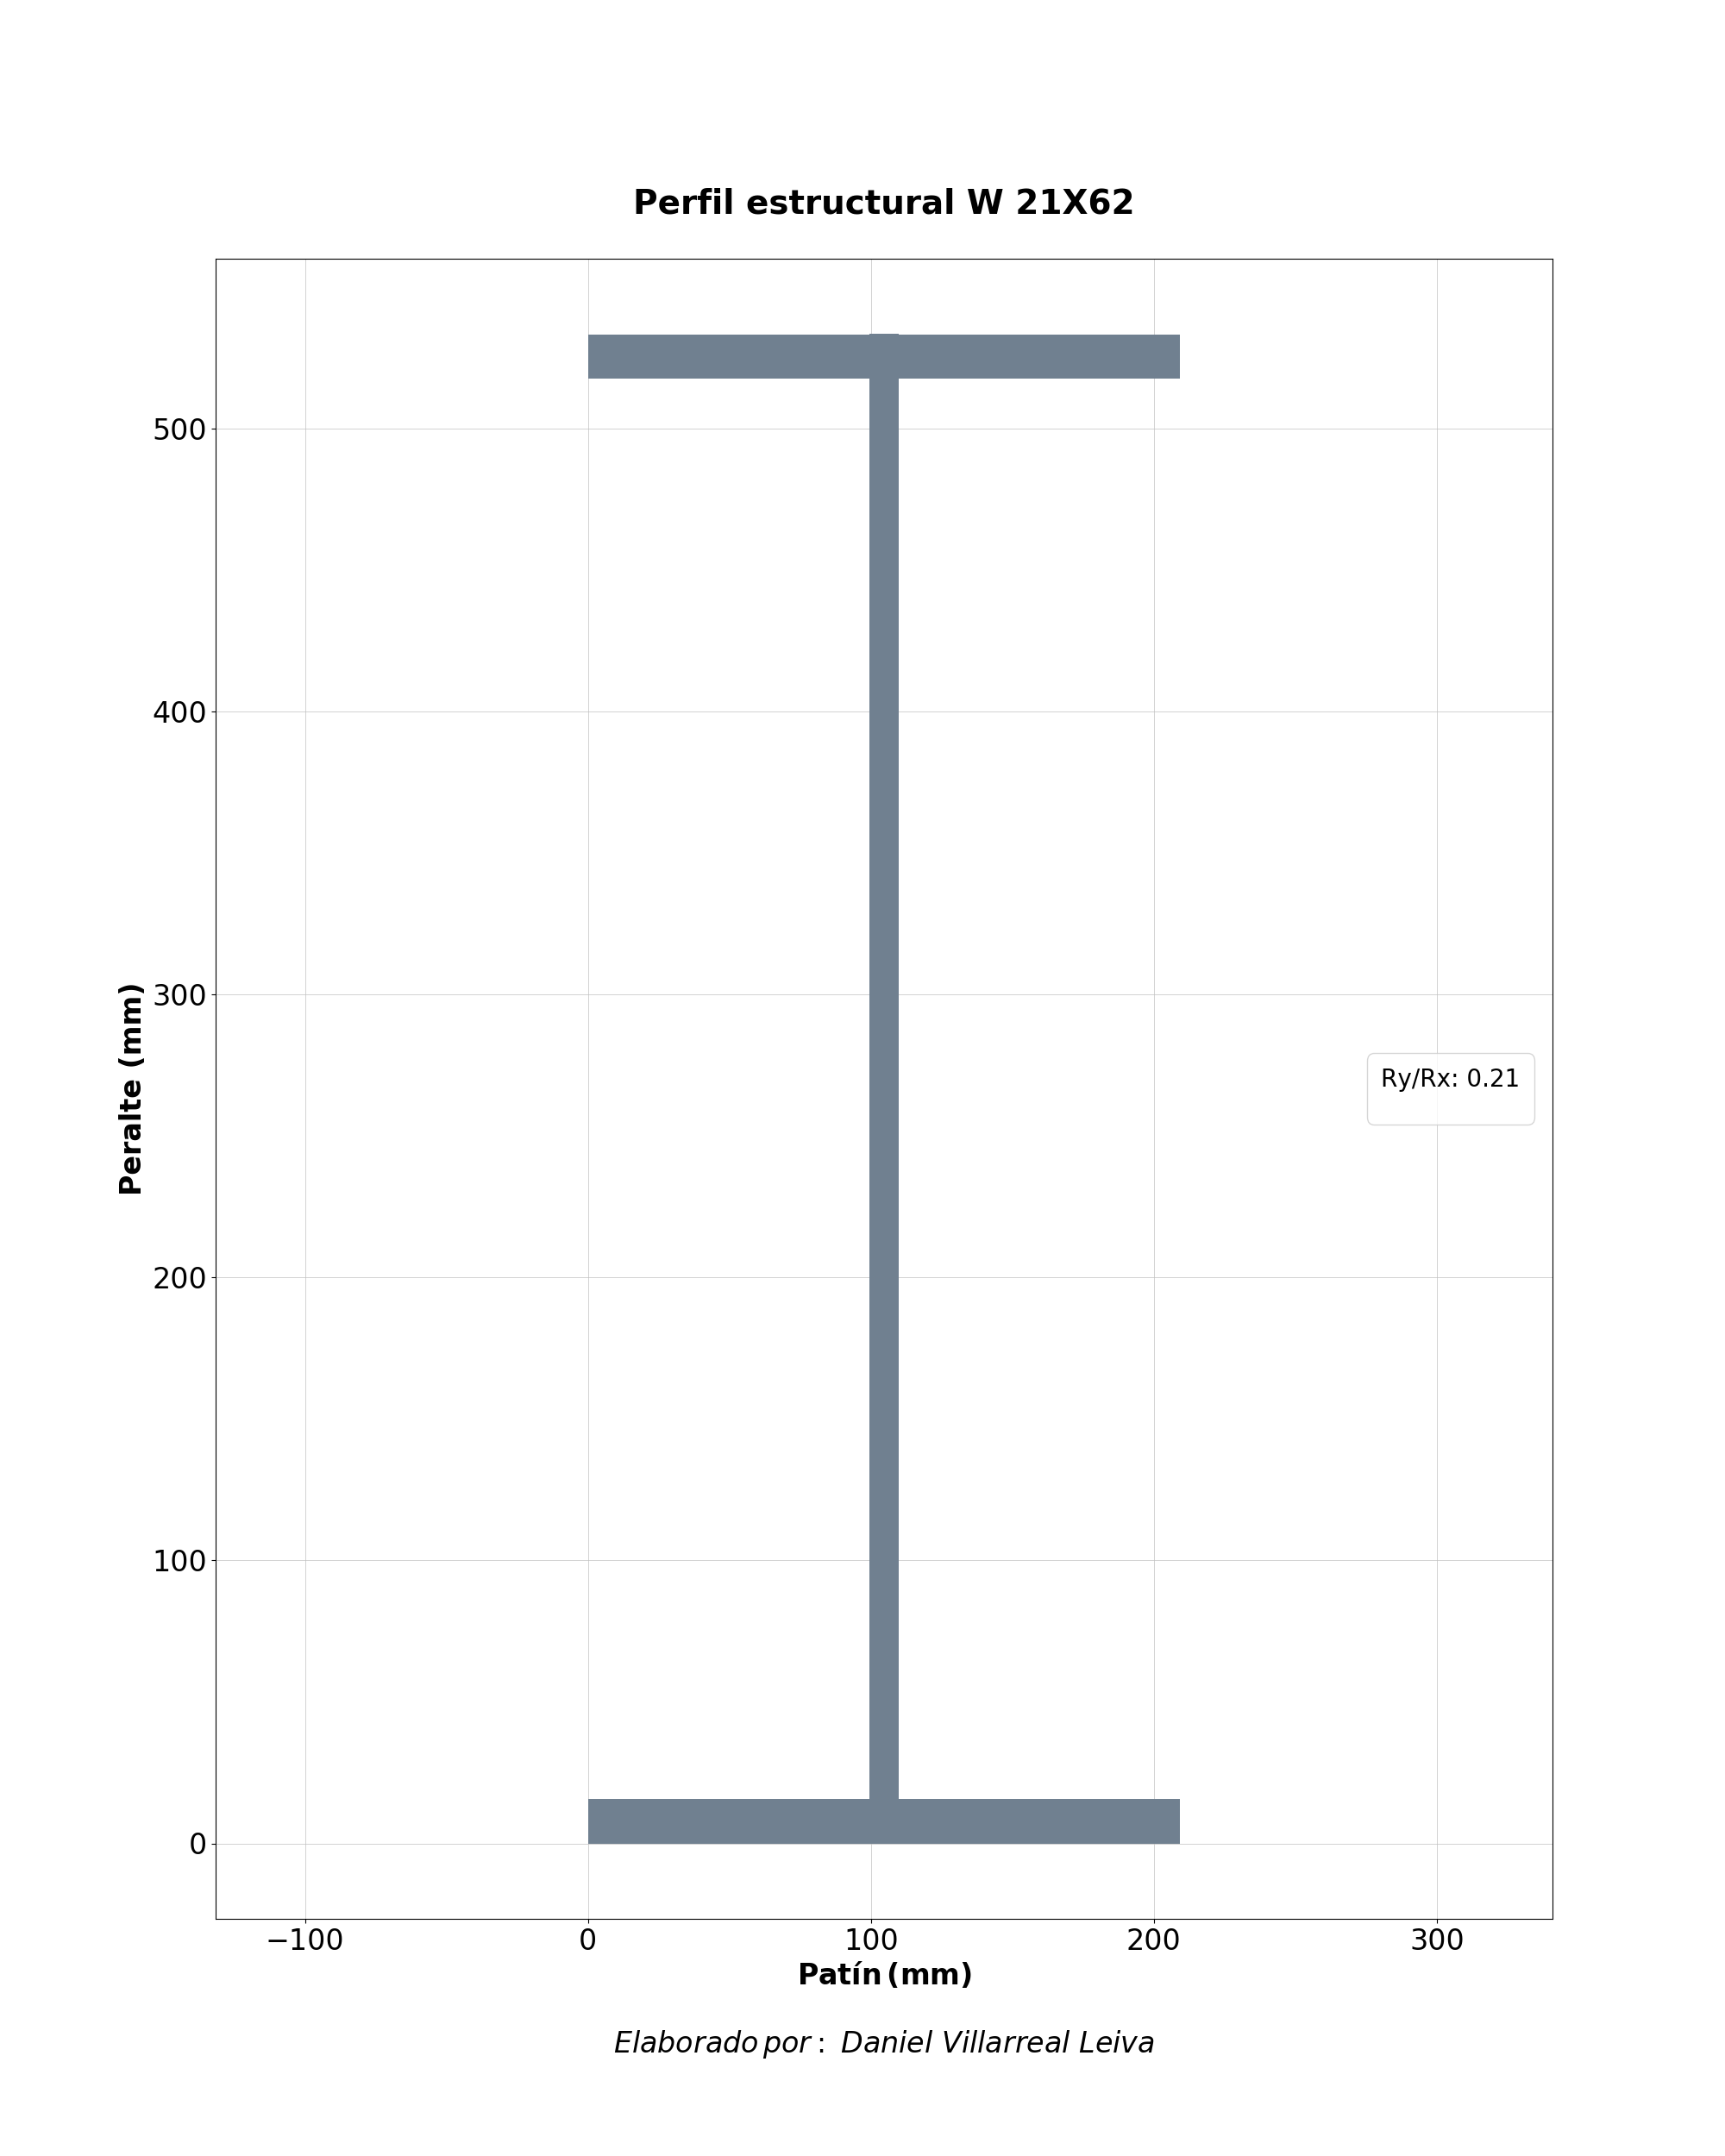 Perfil estructural W 21X62
500
400
300
200
100
0
Peralte (mm)
Ry/Rx: 0.21
−100 0 100 200 300
Patín (mm)
Elaborado por : Daniel Villarreal Leiva